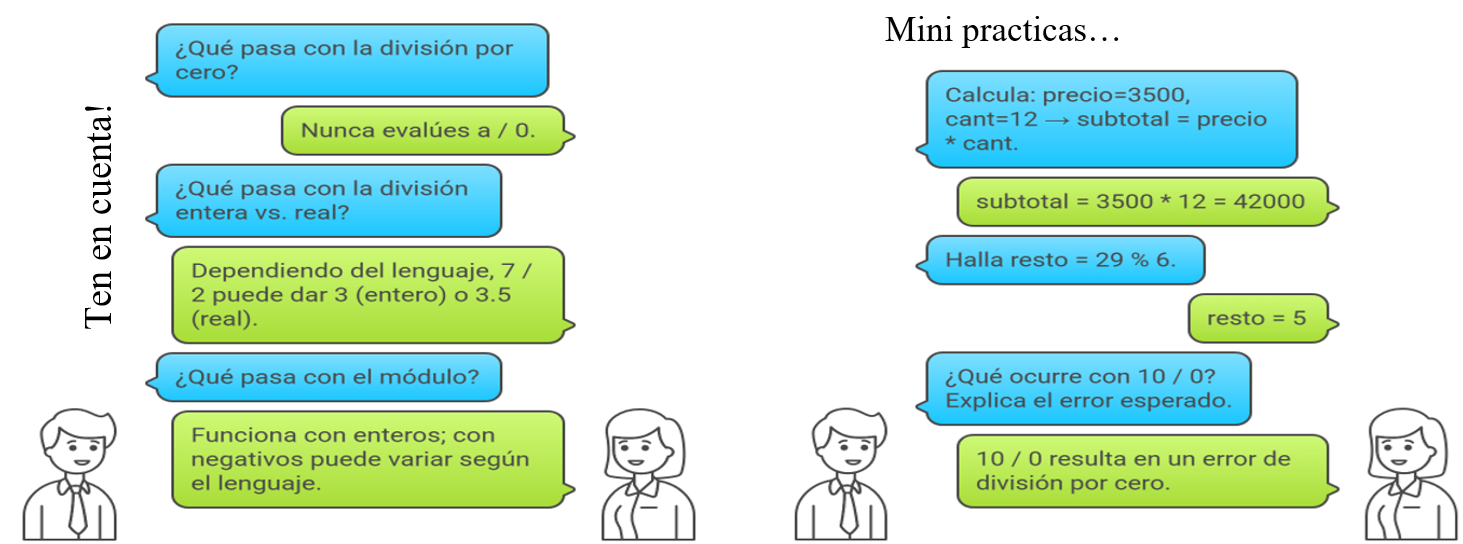 Ten en cuenta!
¿Qué pasa con la división por
cero?
Nunca evalúes a / 0.
¿Qué pasa con la división
entera vs. real?
Dependiendo del lenguaje, 7 /
2 puede dar 3 (entero) o 3.5
(real).
¿Qué pasa con el módulo?
Funciona con enteros; con
negativos puede variar según
el lenguaje.
Mini practicas…
Calcula: precio=3500,
cant=12 → subtotal = precio
* cant.
subtotal = 3500 * 12 = 42000
Halla resto = 29 % 6.
resto = 5
¿Qué ocurre con 10 / 0?
Explica el error esperado.
10 / 0 resulta en un error de
división por cero.